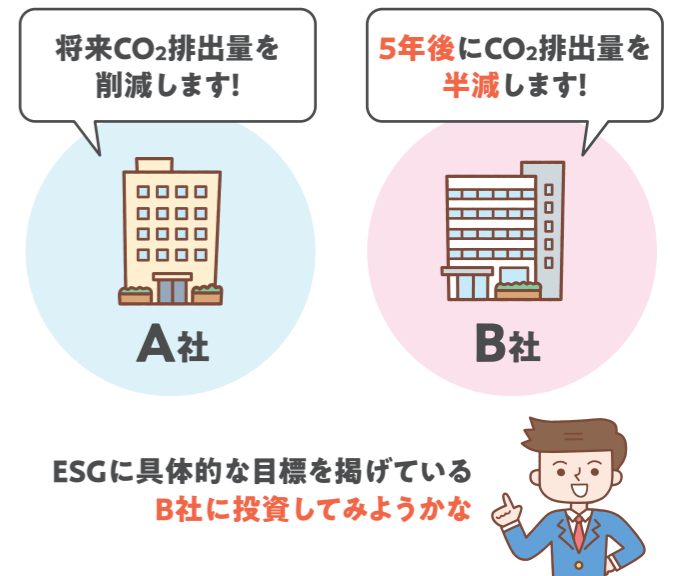 将来CO₂排出量を
削減します!
5年後にCO₂排出量を
半減します!
A社
B社
ESGに具体的な目標を掲げている
B社に投資してみようかな